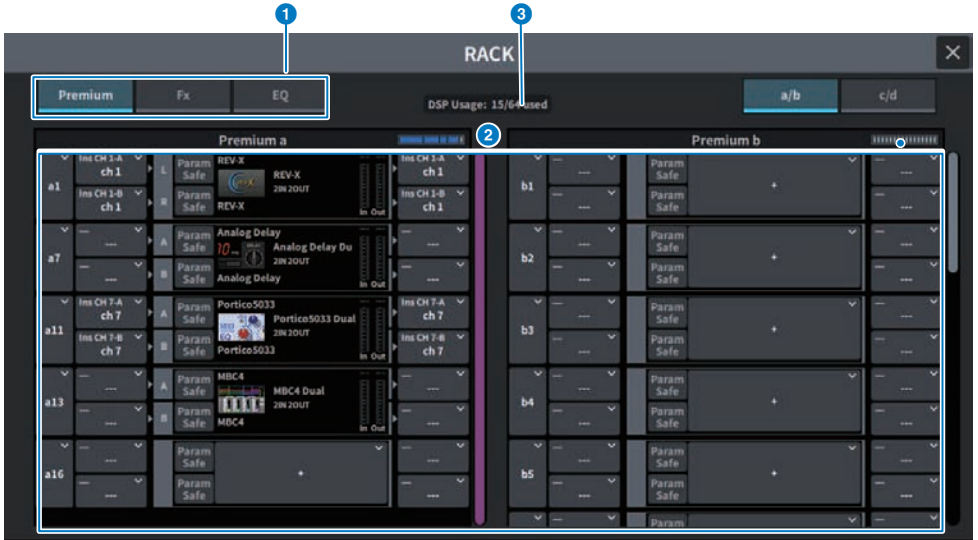 1
3
RACK
Premium
Fx
EQ
DSP Usage: 15/64 used
a/b
c/d
Premium a
2
Premium b
a1
Ins CH 1-A
ch 1
Ins CH 1-B
ch 1
L
R
Param
Safe
Param
Safe
REV-X
REV-X
2IN 2OUT
REV-X
In Out
Ins CH 1-A
ch 1
Ins CH 1-B
ch 1
b1
---
---
Param
Safe
Param
Safe
+
---
---
a7
---
---
A
B
Param
Safe
Param
Safe
Analog Delay
Analog Delay Du
2IN 2OUT
Analog Delay
In Out
---
---
b2
---
---
Param
Safe
Param
Safe
+
---
---
a11
Ins CH 7-A
ch 7
Ins CH 7-B
ch 7
A
B
Param
Safe
Param
Safe
Portico5033
Portico5033 Dual
2IN 2OUT
Portico5033
In Out
Ins CH 7-A
ch 7
Ins CH 7-B
ch 7
b3
---
---
Param
Safe
Param
Safe
+
---
---
a13
---
---
A
B
Param
Safe
Param
Safe
MBC4
MBC4 Dual
2IN 2OUT
MBC4
In Out
---
---
b4
---
---
Param
Safe
Param
Safe
+
---
---
a16
---
---
Param
Safe
Param
Safe
+
---
---
b5
---
---
Param
Safe
Param
Safe
+
---
---
Param